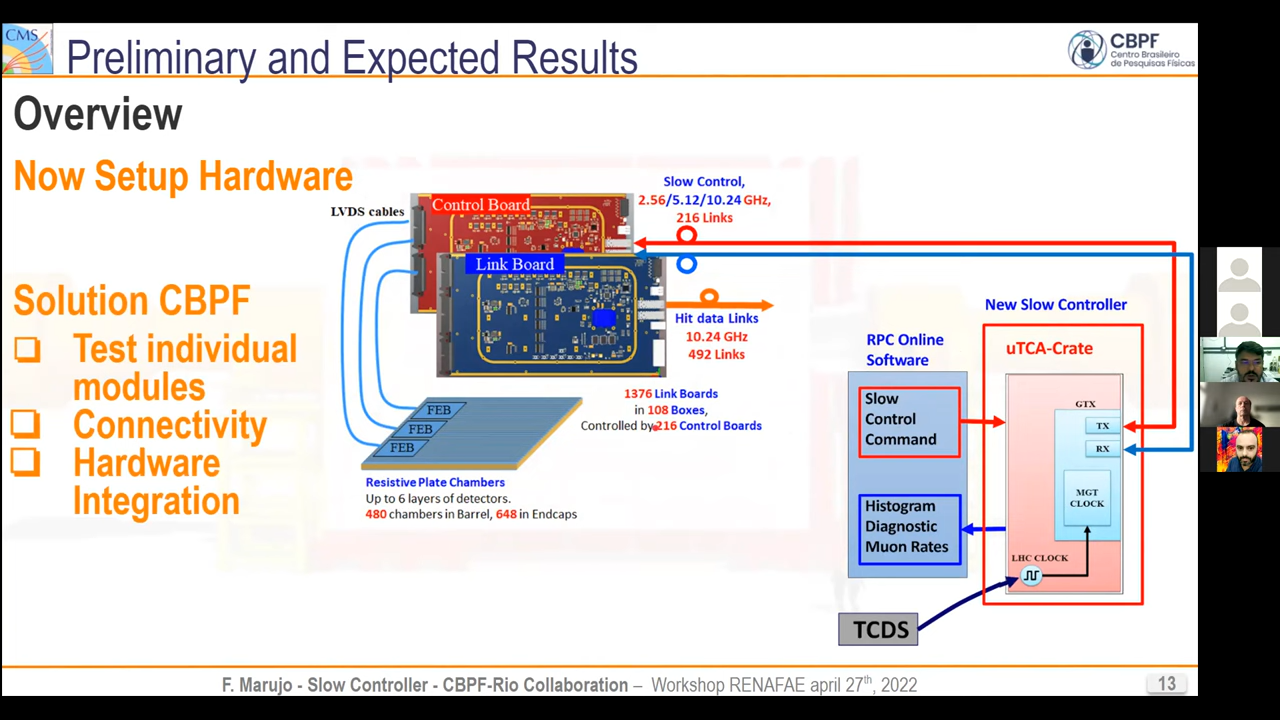 CMS
Preliminary and Expected Results
CBPF
Centro Brasileiro
de Pesquisas Físicas
Overview
Now Setup Hardware
Solution CBPF
Test individual
modules
Connectivity
Hardware
Integration
LVDS cables
Control Board
Link Board
Slow Control,
2.56/5.12/10.24 GHz,
216 Links
Hit data Links
10.24 GHz
492 Links
1376 Link Boards
in 108 Boxes,
Controlled by 216 Control Boards
FEB
FEB
FEB
Resistive Plate Chambers
Up to 6 layers of detectors.
480 chambers in Barrel, 648 in Endcaps
RPC Online
Software
Slow
Control
Command
Histogram
Diagnostic
Muon Rates
New Slow Controller
uTCA-Crate
GTX
TX
RX
MGT
CLOCK
LHC CLOCK
TCDS
F. Marujo - Slow Controller - CBPF-Rio Collaboration – Workshop RENAFAE april 27th, 2022
13